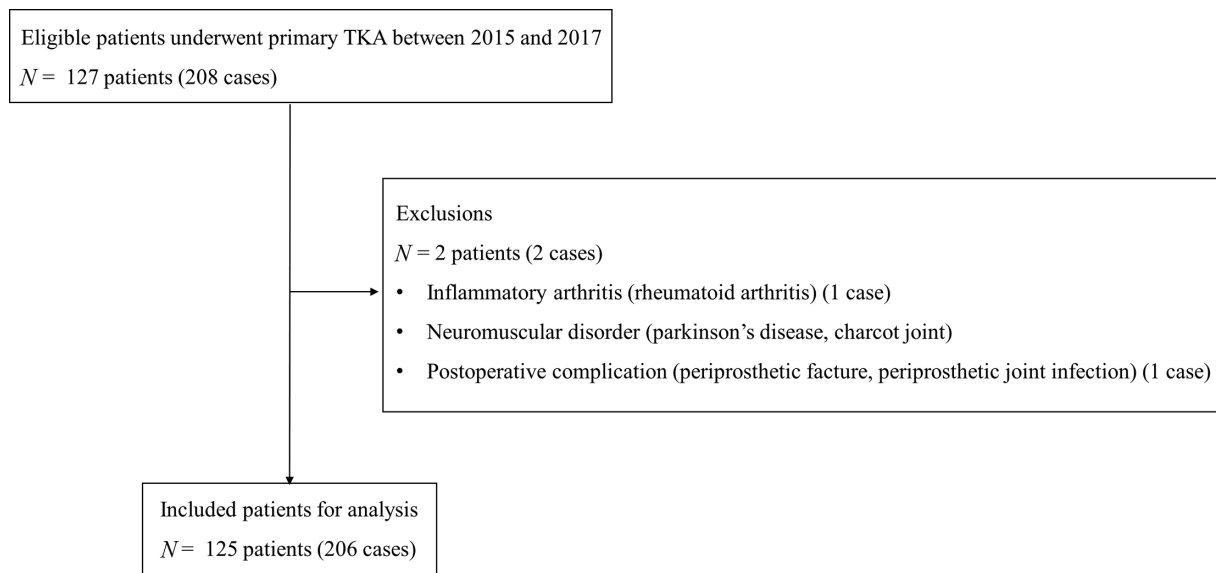 Eligible patients underwent primary TKA between 2015 and 2017
N = 127 patients (208 cases)
Exclusions
N = 2 patients (2 cases)
• Inflammatory arthritis (rheumatoid arthritis) (1 case)
• Neuromuscular disorder (parkinson’s disease, charcot joint)
• Postoperative complication (periprosthetic facture, periprosthetic joint infection) (1 case)
Included patients for analysis
N = 125 patients (206 cases)